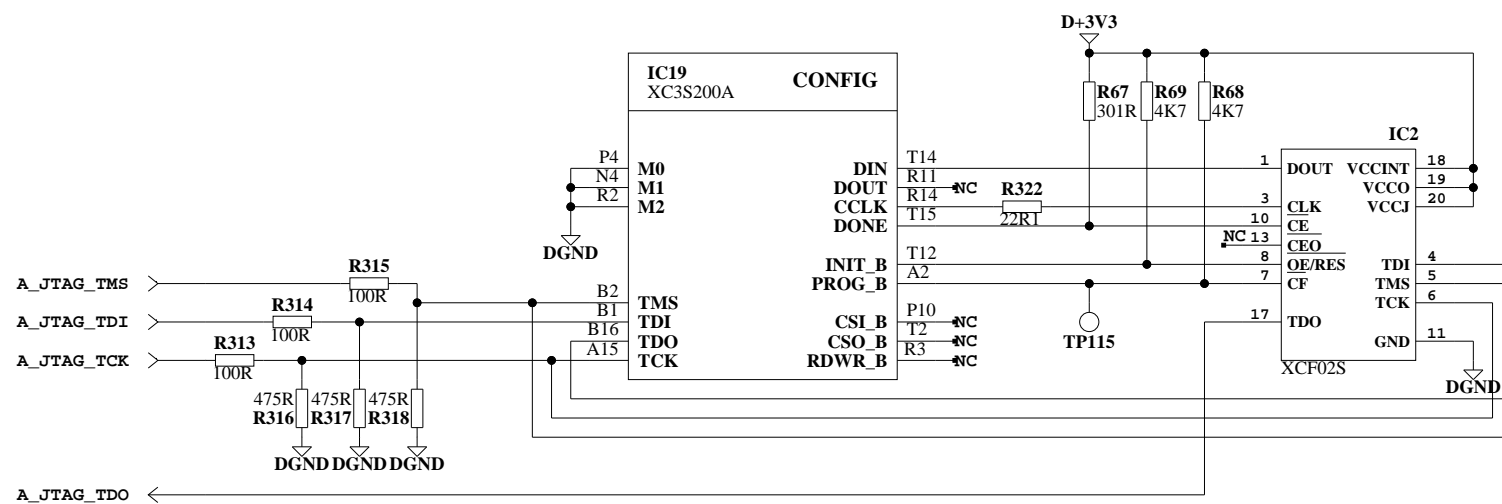 D+3V3
IC19
XC3S200A
CONFIG
R67
301R
R69
4K7
R68
4K7
IC2
P4 M0
N4 M1
R2 M2
DGND
DIN T14
DOUT R11 NC
CCLK R14
DONE T15
R322
22R1
1 DOUT VCCINT 18
VCCO 19
3 CLK VCCJ 20
10 CE
NC 13 CEO
INIT_B T12
8 OE/RES TDI 4
PROG_B A2
7 CF TMS 5
TCK 6
TP115
17 TDO
GND 11
XCF02S
DGND
A_JTAG_TMS
R315
100R
A_JTAG_TDI
R314
100R
A_JTAG_TCK
R313
100R
B2 TMS
B1 TDI
B16 TDO
A15 TCK
CSI_B P10 NC
CSO_B T2 NC
RDWR_B R3 NC
475R 475R 475R
R316 R317 R318
DGND DGND DGND
A_JTAG_TDO